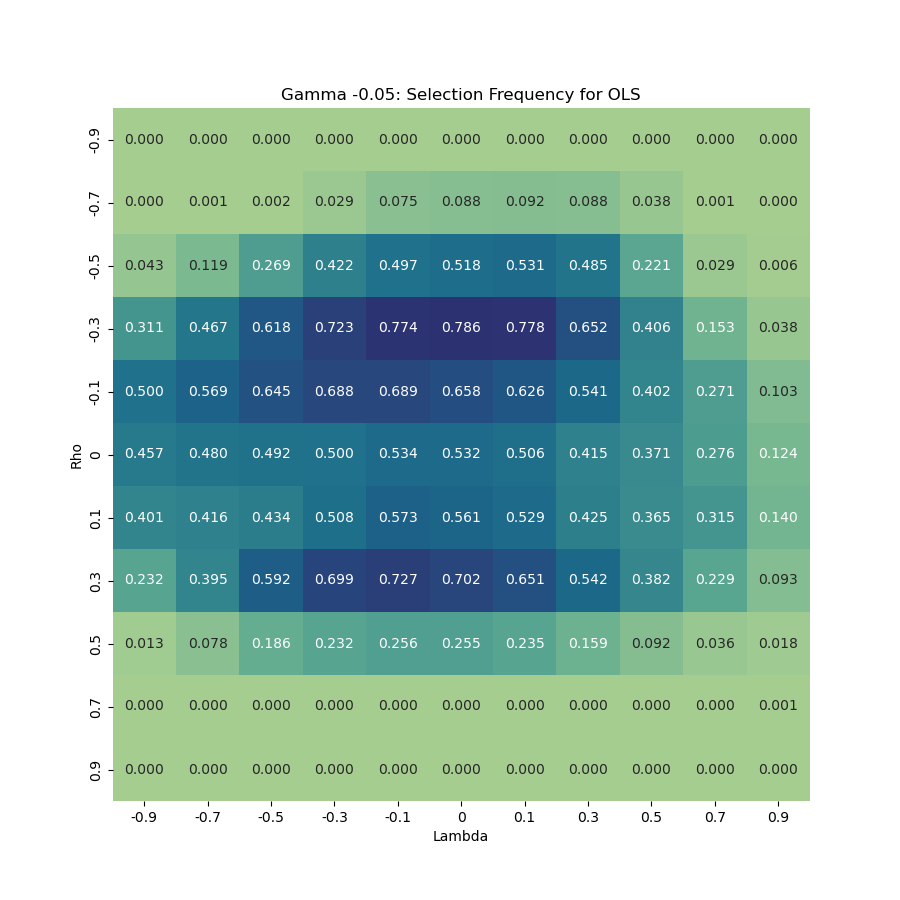 Gamma -0.05: Selection Frequency for OLS
-0.9 0.000 0.000 0.000 0.000 0.000 0.000 0.000 0.000 0.000 0.000 0.000
-0.7 0.000 0.001 0.002 0.029 0.075 0.088 0.092 0.088 0.038 0.001 0.000
-0.5 0.043 0.119 0.269 0.422 0.497 0.518 0.531 0.485 0.221 0.029 0.006
-0.3 0.311 0.467 0.618 0.723 0.774 0.786 0.778 0.652 0.406 0.153 0.038
-0.1 0.500 0.569 0.645 0.688 0.689 0.658 0.626 0.541 0.402 0.271 0.103
Rho
0 0.457 0.480 0.492 0.500 0.534 0.532 0.506 0.415 0.371 0.276 0.124
0.1 0.401 0.416 0.434 0.508 0.573 0.561 0.529 0.425 0.365 0.315 0.140
0.3 0.232 0.395 0.592 0.699 0.727 0.702 0.651 0.542 0.382 0.229 0.093
0.5 0.013 0.078 0.186 0.232 0.256 0.255 0.235 0.159 0.092 0.036 0.018
0.7 0.000 0.000 0.000 0.000 0.000 0.000 0.000 0.000 0.000 0.000 0.001
0.9 0.000 0.000 0.000 0.000 0.000 0.000 0.000 0.000 0.000 0.000 0.000
-0.9 -0.7 -0.5 -0.3 -0.1 0 0.1 0.3 0.5 0.7 0.9
Lambda